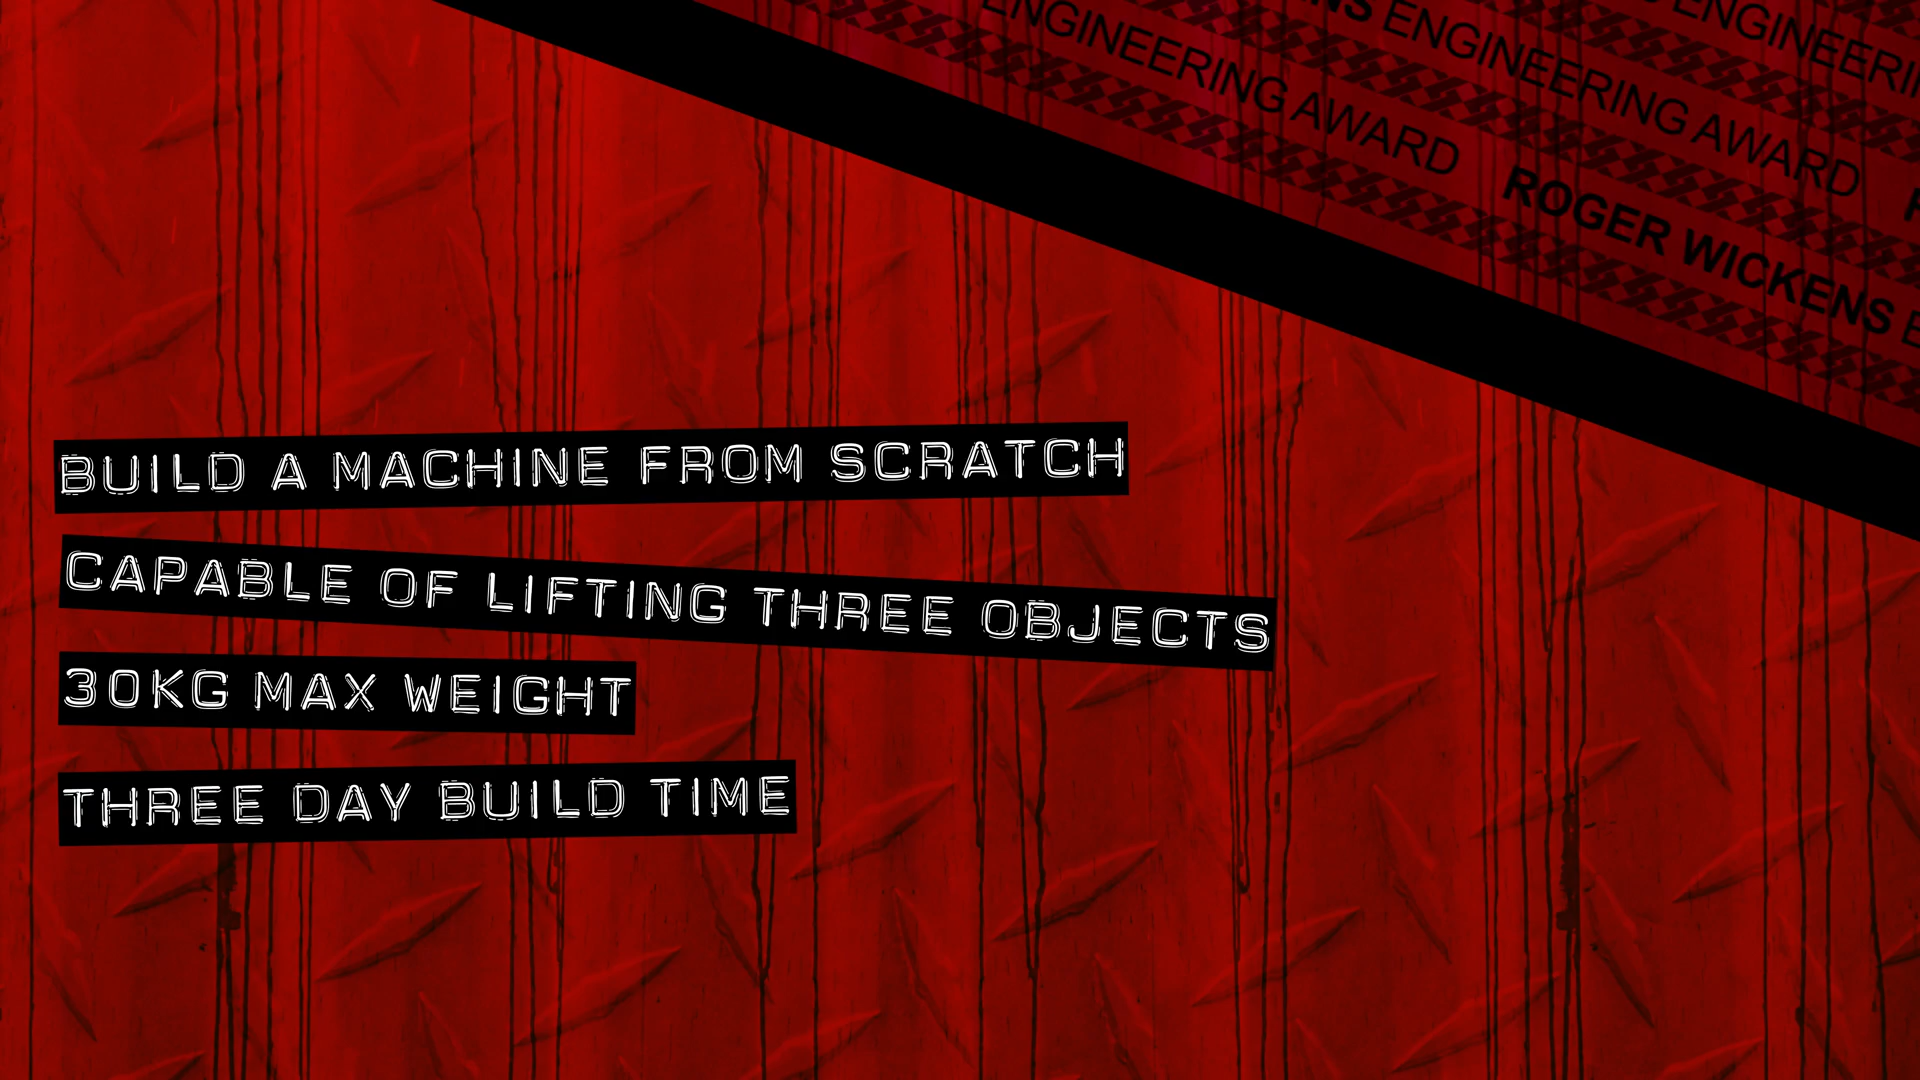 ENGINEERING
ENGINEERING AWARD
ENGINEERING AWARD
ROGER WICKENS
BUILD A MACHINE FROM SCRATCH
CAPABLE OF LIFTING THREE OBJECTS
30KG MAX WEIGHT
THREE DAY BUILD TIME